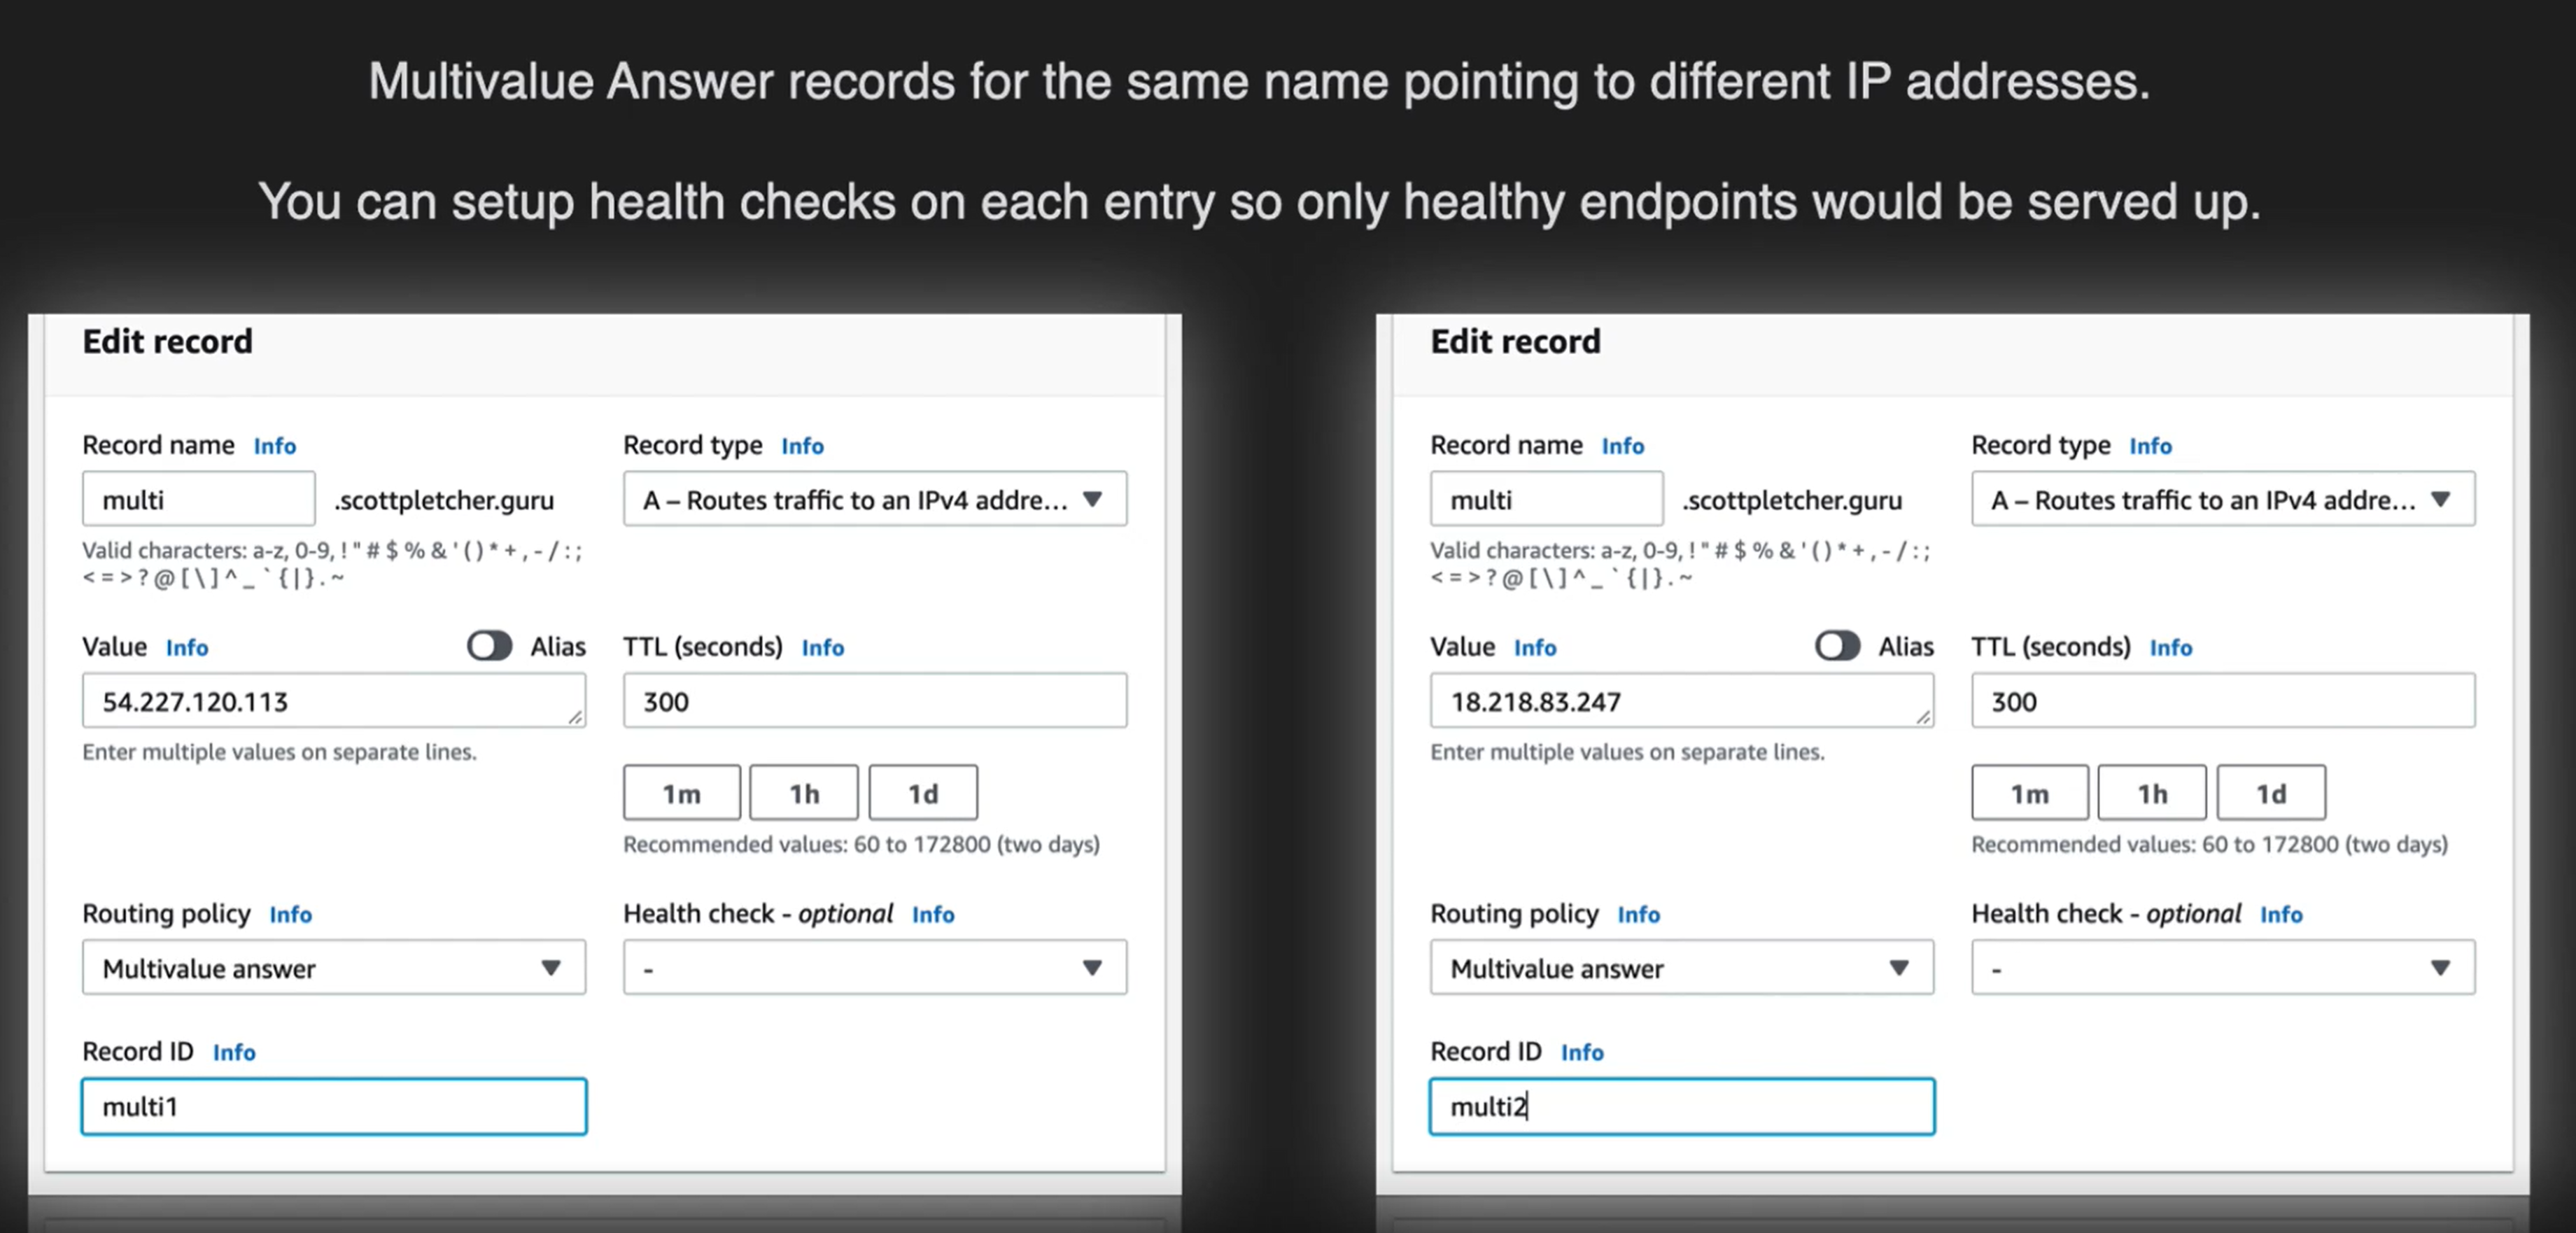 Multivalue Answer records for the same name pointing to different IP addresses.
You can setup health checks on each entry so only healthy endpoints would be served up.
Edit record
Record name Info
Record type Info
multi .scottpletcher.guru
A – Routes traffic to an IPv4 addre...
Valid characters: a-z, 0-9, ! " # $ % & ' ( ) * + , - / : ;
< = > ? @ [ \ ] ^ _ ` { | } . ~
Value Info
Alias
TTL (seconds) Info
54.227.120.113
300
Enter multiple values on separate lines.
1m 1h 1d
Recommended values: 60 to 172800 (two days)
Routing policy Info
Health check - optional Info
Multivalue answer
-
Record ID Info
multi1
Edit record
Record name Info
Record type Info
multi .scottpletcher.guru
A – Routes traffic to an IPv4 addre...
Valid characters: a-z, 0-9, ! " # $ % & ' ( ) * + , - / : ;
< = > ? @ [ \ ] ^ _ ` { | } . ~
Value Info
Alias
TTL (seconds) Info
18.218.83.247
300
Enter multiple values on separate lines.
1m 1h 1d
Recommended values: 60 to 172800 (two days)
Routing policy Info
Health check - optional Info
Multivalue answer
-
Record ID Info
multi2